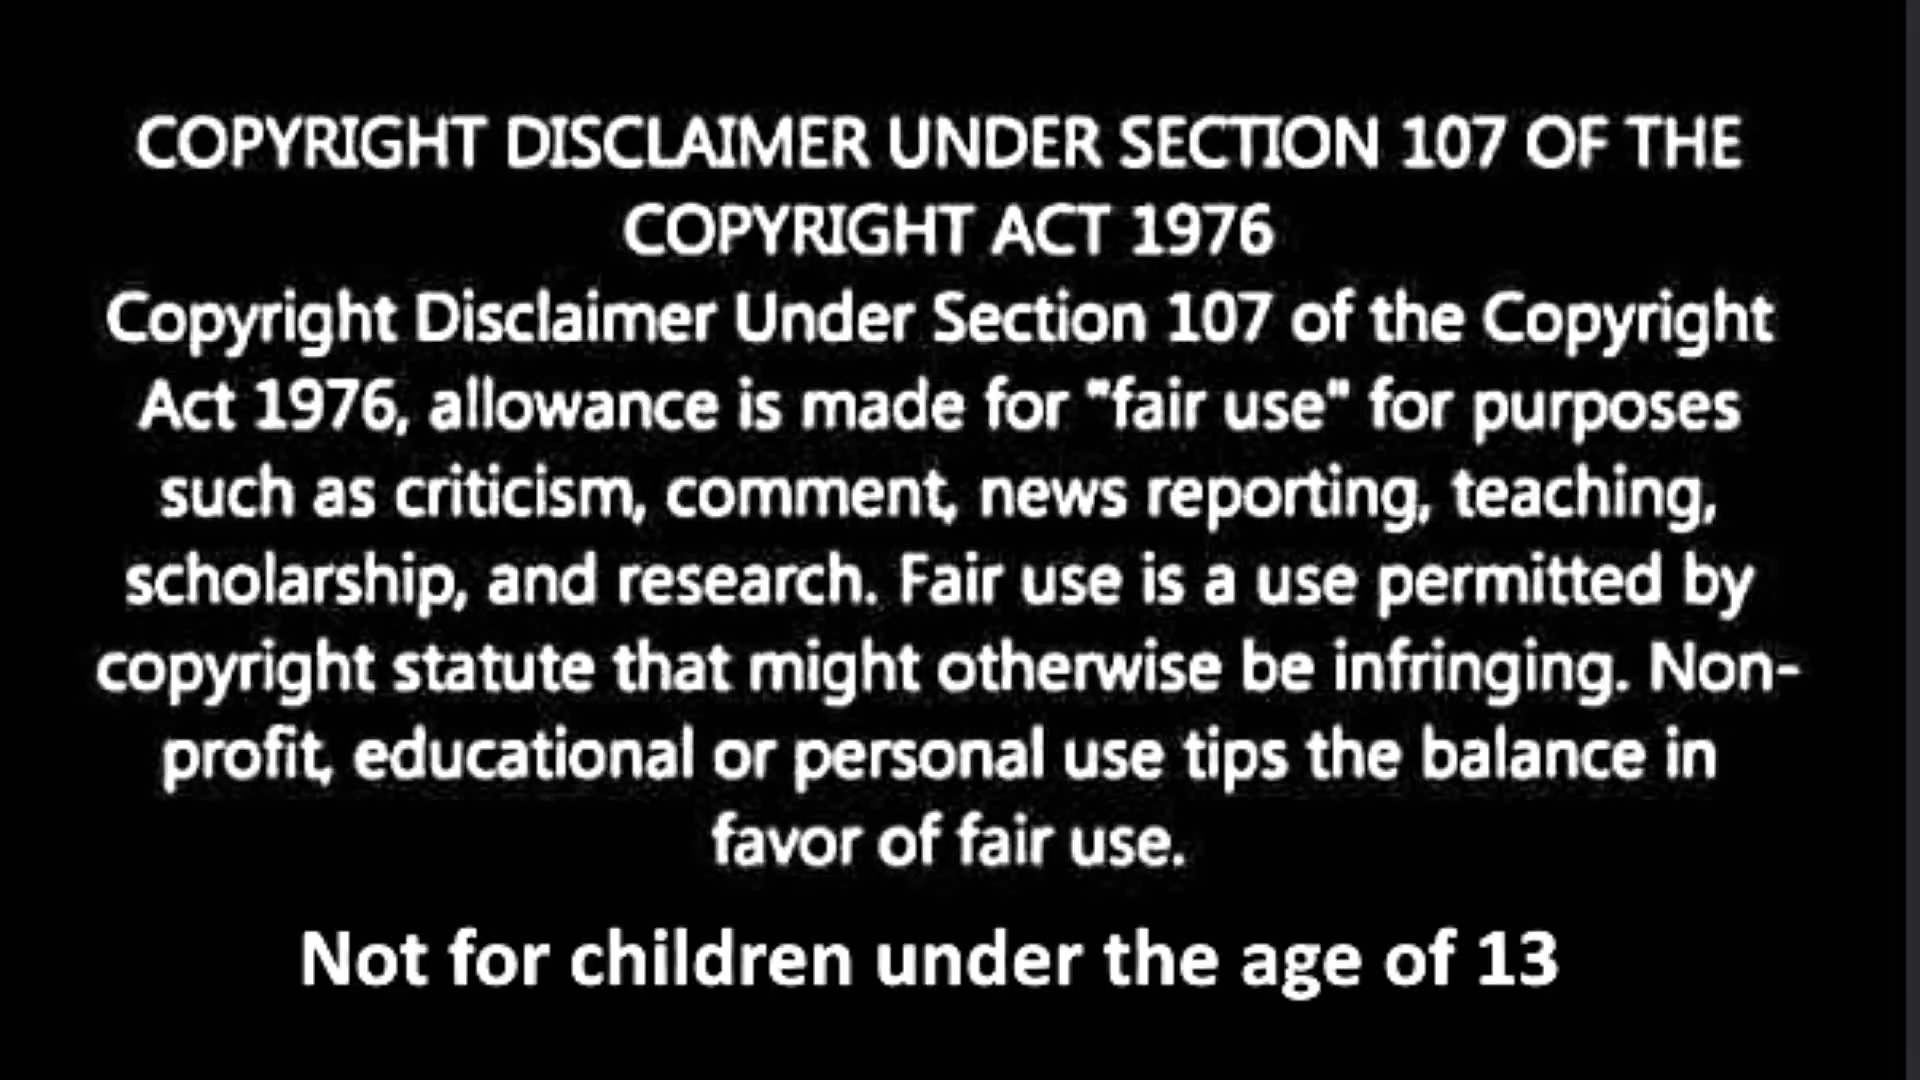 COPYRIGHT DISCLAIMER UNDER SECTION 107 OF THE
COPYRIGHT ACT 1976
Copyright Disclaimer Under Section 107 of the Copyright
Act 1976, allowance is made for "fair use" for purposes
such as criticism, comment, news reporting, teaching,
scholarship, and research. Fair use is a use permitted by
copyright statute that might otherwise be infringing. Non-
profit, educational or personal use tips the balance in
favor of fair use.
Not for children under the age of 13